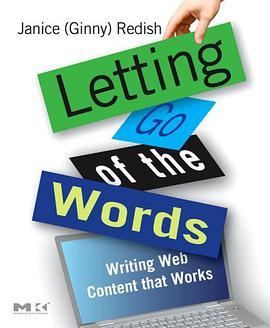 Janice (Ginny) Redish
Letting
Go
of the
Words
Writing Web
Content that Works
MK